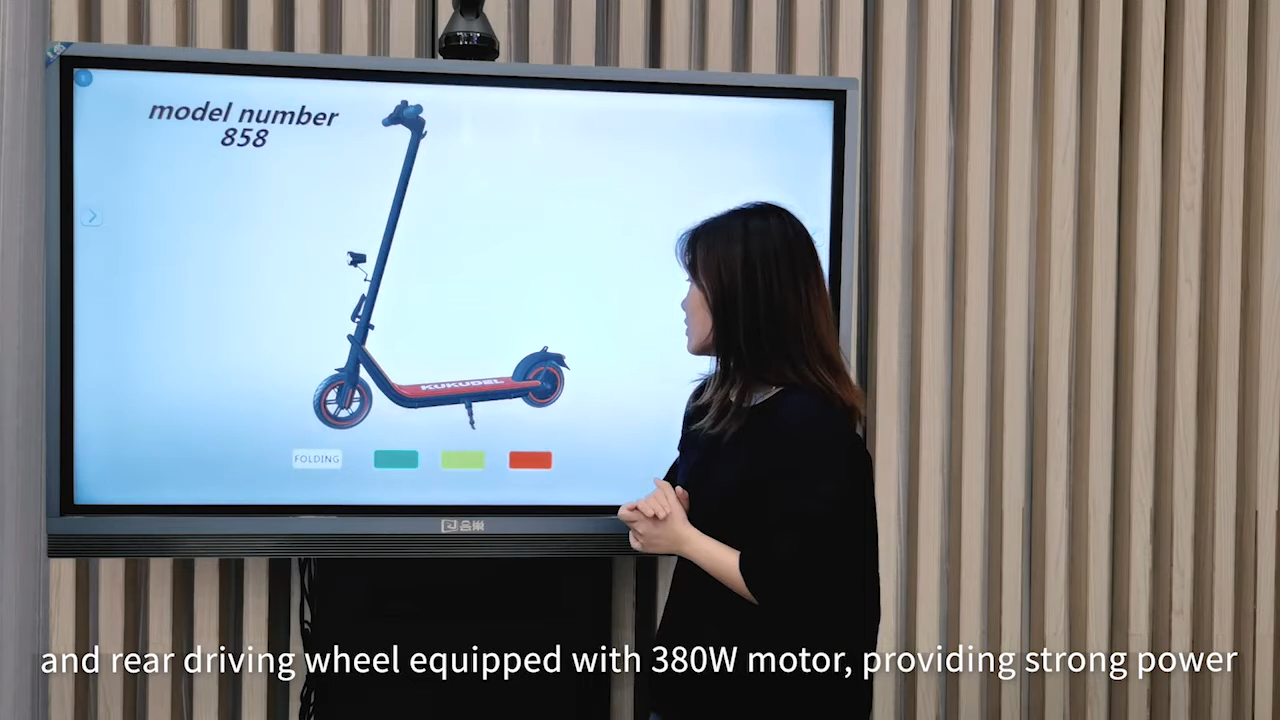 model number
858
KUKUDEL
FOLDING
and rear driving wheel equipped with 380W motor, providing strong power